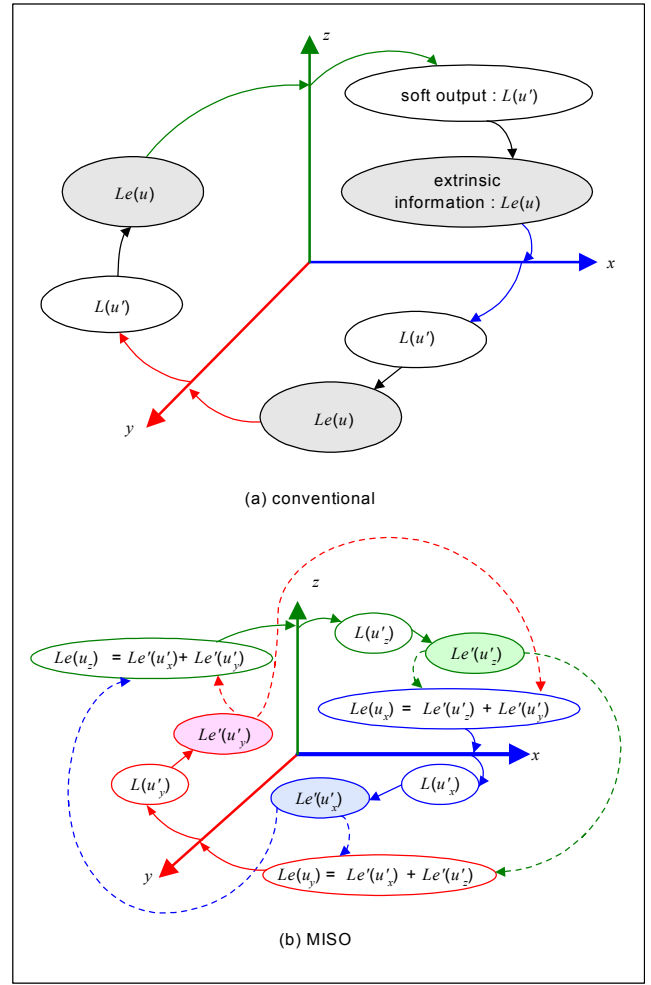 z
soft output : L(u')
extrinsic
information : Le(u)
Le(u)
x
L(u')
L(u')
Le(u)
y
(a) conventional
z
L(u'z)
Le(uz) = Le'(u'y)+ Le'(u'y)
Le'(u'z)
Le(ux) = Le'(u'z) + Le'(u'y)
Le'(u'y)
x
L(u'y)
Le'(u'x)
L(u'x)
y
Le(uy) = Le'(u'x) + Le'(u'z)
(b) MISO